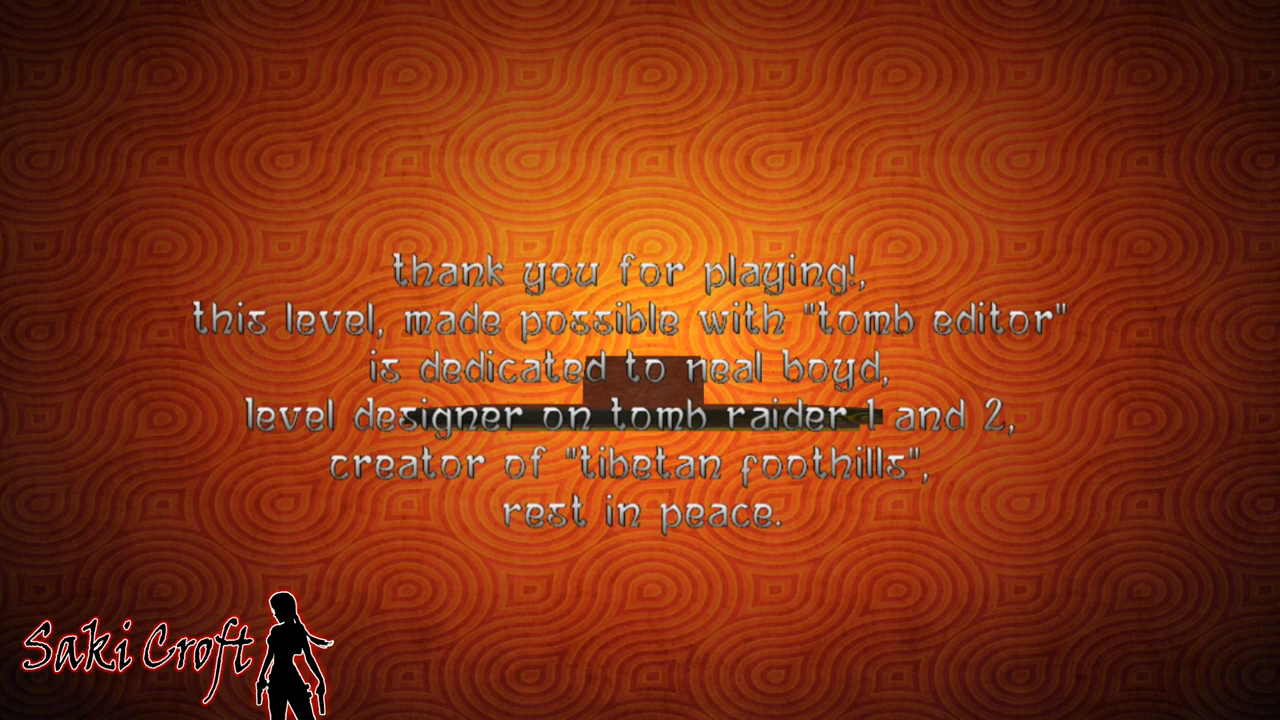 thank you for playing!,
this level, made possible with "tomb editor"
is dedicated to neal boyd,
level designer on tomb raider 1 and 2,
creator of "tibetan foothills",
rest in peace.
Saki Croft